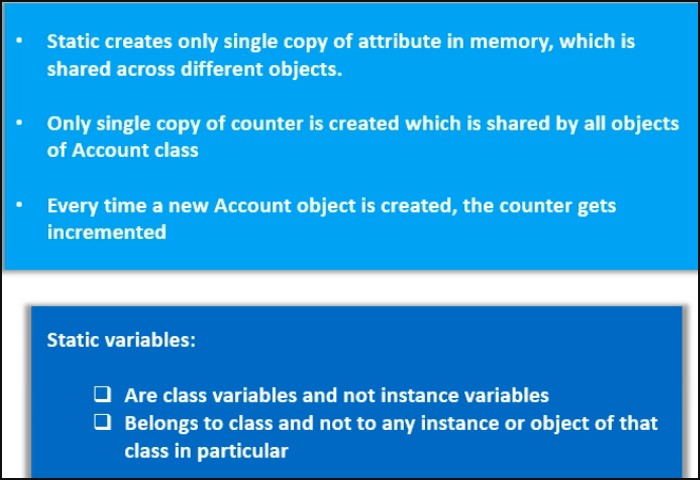 • Static creates only single copy of attribute in memory, which is
shared across different objects.
• Only single copy of counter is created which is shared by all objects
of Account class
• Every time a new Account object is created, the counter gets
incremented
Static variables:
❑ Are class variables and not instance variables
❑ Belongs to class and not to any instance or object of that
class in particular